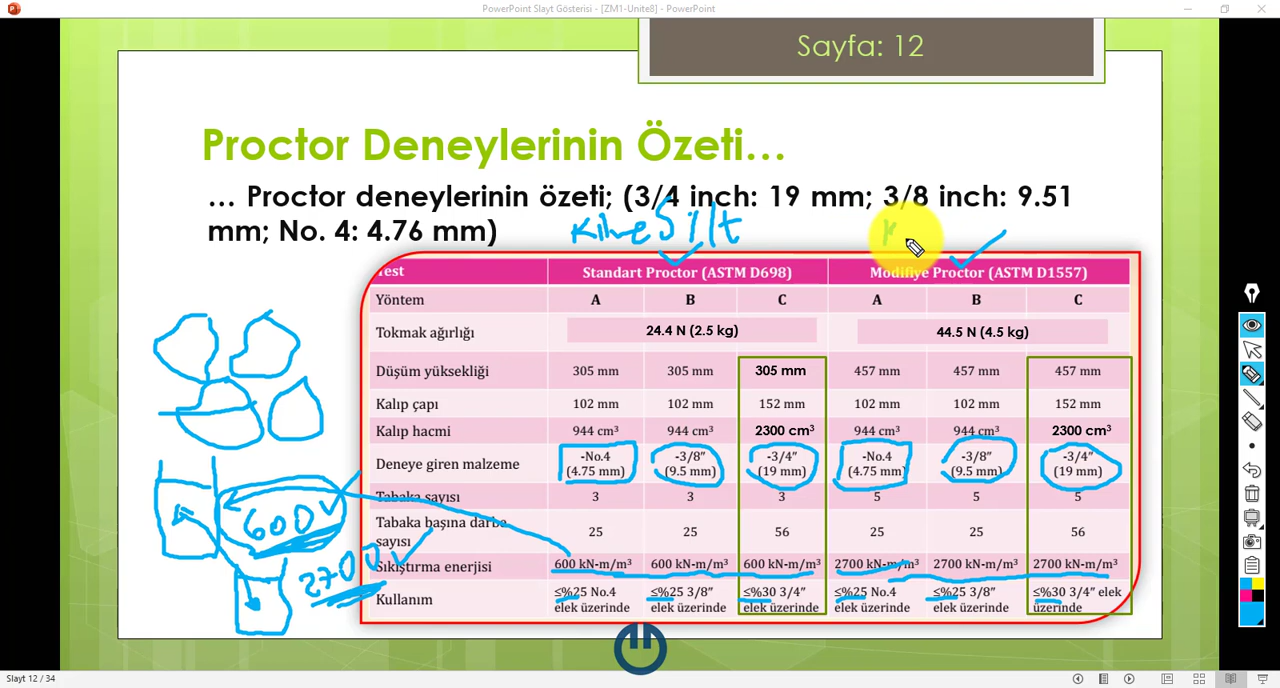 PowerPoint Slayt Gösterisi - [ZM1-Unite8] - PowerPoint
Sayfa: 12
Proctor Deneylerinin Özeti…
… Proctor deneylerinin özeti; (3/4 inch: 19 mm; 3/8 inch: 9.51
mm; No. 4: 4.76 mm)
Kil ve Silt
Test Standart Proctor (ASTM D698) Modifiye Proctor (ASTM D1557)
Yöntem A B C A B C
Tokmak ağırlığı 24.4 N (2.5 kg) 44.5 N (4.5 kg)
Düşüm yüksekliği 305 mm 305 mm 305 mm 457 mm 457 mm 457 mm
Kalıp çapı 102 mm 102 mm 152 mm 102 mm 102 mm 152 mm
Kalıp hacmi 944 cm³ 944 cm³ 2300 cm³ 944 cm³ 944 cm³ 2300 cm³
Deneye giren malzeme -No.4 (4.75 mm) -3/8" (9.5 mm) -3/4" (19 mm) -No.4 (4.75 mm) -3/8" (9.5 mm) -3/4" (19 mm)
Tabaka sayısı 3 3 3 5 5 5
Tabaka başına darbe sayısı 25 25 56 25 25 56
Sıkıştırma enerjisi 600 kN-m/m³ 600 kN-m/m³ 600 kN-m/m³ 2700 kN-m/m³ 2700 kN-m/m³ 2700 kN-m/m³
Kullanım ≤%25 No.4 elek üzerinde ≤%25 3/8" elek üzerinde ≤%30 3/4" elek üzerinde ≤%25 No.4 elek üzerinde ≤%25 3/8" elek üzerinde ≤%30 3/4" elek üzerinde
600
2700
Slayt 12 / 34